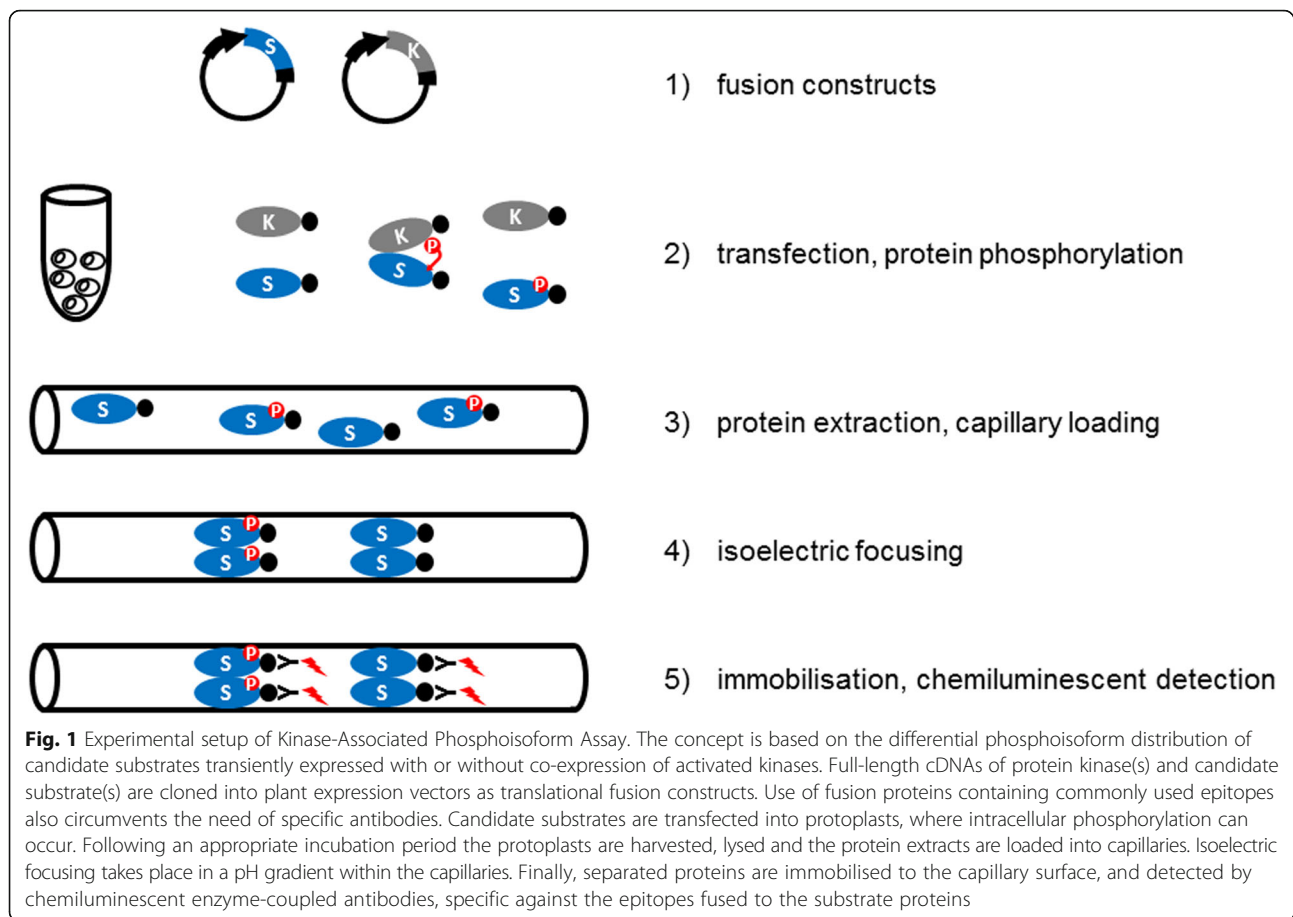 S K
1) fusion constructs
K K P K
S S S P
2) transfection, protein phosphorylation
S S P S S P
3) protein extraction, capillary loading
S P S
S P S
4) isoelectric focusing
S P S
S P S
5) immobilisation, chemiluminescent detection
Fig. 1 Experimental setup of Kinase-Associated Phosphoisoform Assay. The concept is based on the differential phosphoisoform distribution of
candidate substrates transiently expressed with or without co-expression of activated kinases. Full-length cDNAs of protein kinase(s) and candidate
substrate(s) are cloned into plant expression vectors as translational fusion constructs. Use of fusion proteins containing commonly used epitopes
also circumvents the need of specific antibodies. Candidate substrates are transfected into protoplasts, where intracellular phosphorylation can
occur. Following an appropriate incubation period the protoplasts are harvested, lysed and the protein extracts are loaded into capillaries. Isoelectric
focusing takes place in a pH gradient within the capillaries. Finally, separated proteins are immobilised to the capillary surface, and detected by
chemiluminescent enzyme-coupled antibodies, specific against the epitopes fused to the substrate proteins